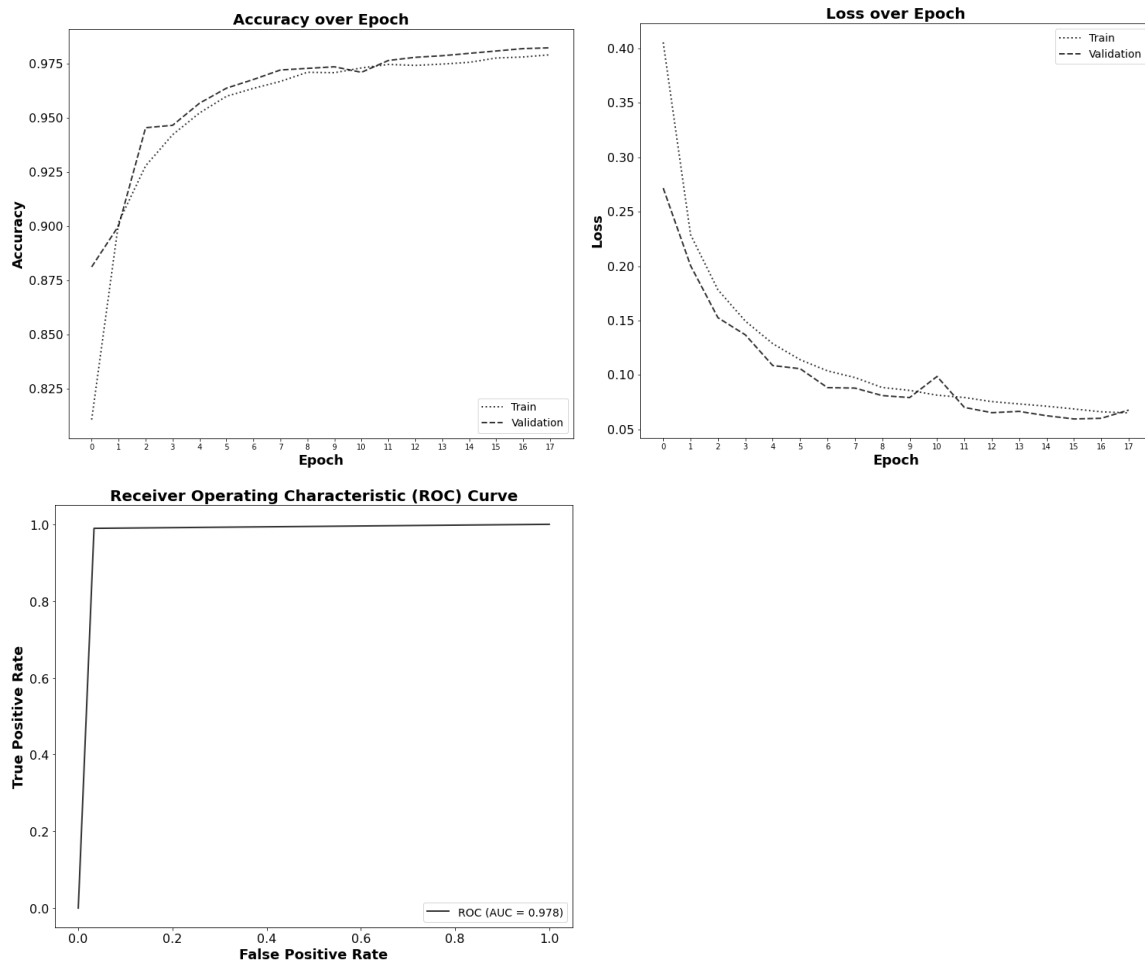 Accuracy over Epoch
Accuracy
0.975
0.950
0.925
0.900
0.875
0.850
0.825
Train
Validation
0 1 2 3 4 5 6 7 8 9 10 11 12 13 14 15 16 17
Epoch
Loss over Epoch
Loss
0.40
0.35
0.30
0.25
0.20
0.15
0.10
0.05
Train
Validation
0 1 2 3 4 5 6 7 8 9 10 11 12 13 14 15 16 17
Epoch
Receiver Operating Characteristic (ROC) Curve
True Positive Rate
1.0
0.8
0.6
0.4
0.2
0.0
ROC (AUC = 0.978)
0.0 0.2 0.4 0.6 0.8 1.0
False Positive Rate